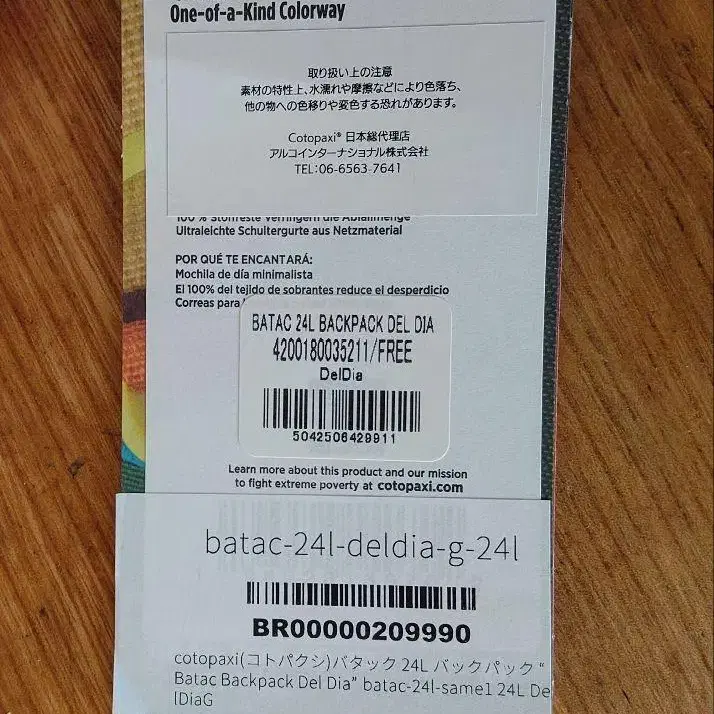 One-of-a-Kind Colorway
取り扱い上の注意
素材の特性上、水濡れや摩擦などにより色落ち、
他の物への色移りや変色する恐れがあります。
Cotopaxi® 日本総代理店
アルコインターナショナル株式会社
TEL:06-6563-7641
100 % Stoffreste verringern die Abfallmenge
Ultraleichte Schultergurte aus Netzmaterial
POR QUÉ TE ENCANTARÁ:
Mochila de día minimalista
El 100% del tejido de sobrantes reduce el desperdicio
Correas para
BATAC 24L BACKPACK DEL DIA
4200180035211/FREE
DelDia
5042506429911
Learn more about this product and our mission
to fight extreme poverty at cotopaxi.com
batac-24l-deldia-g-24l
BR00000209990
cotopaxi(コトパクシ)バタック 24L バックパック “
Batac Backpack Del Dia” batac-24l-same1 24L De
lDiaG